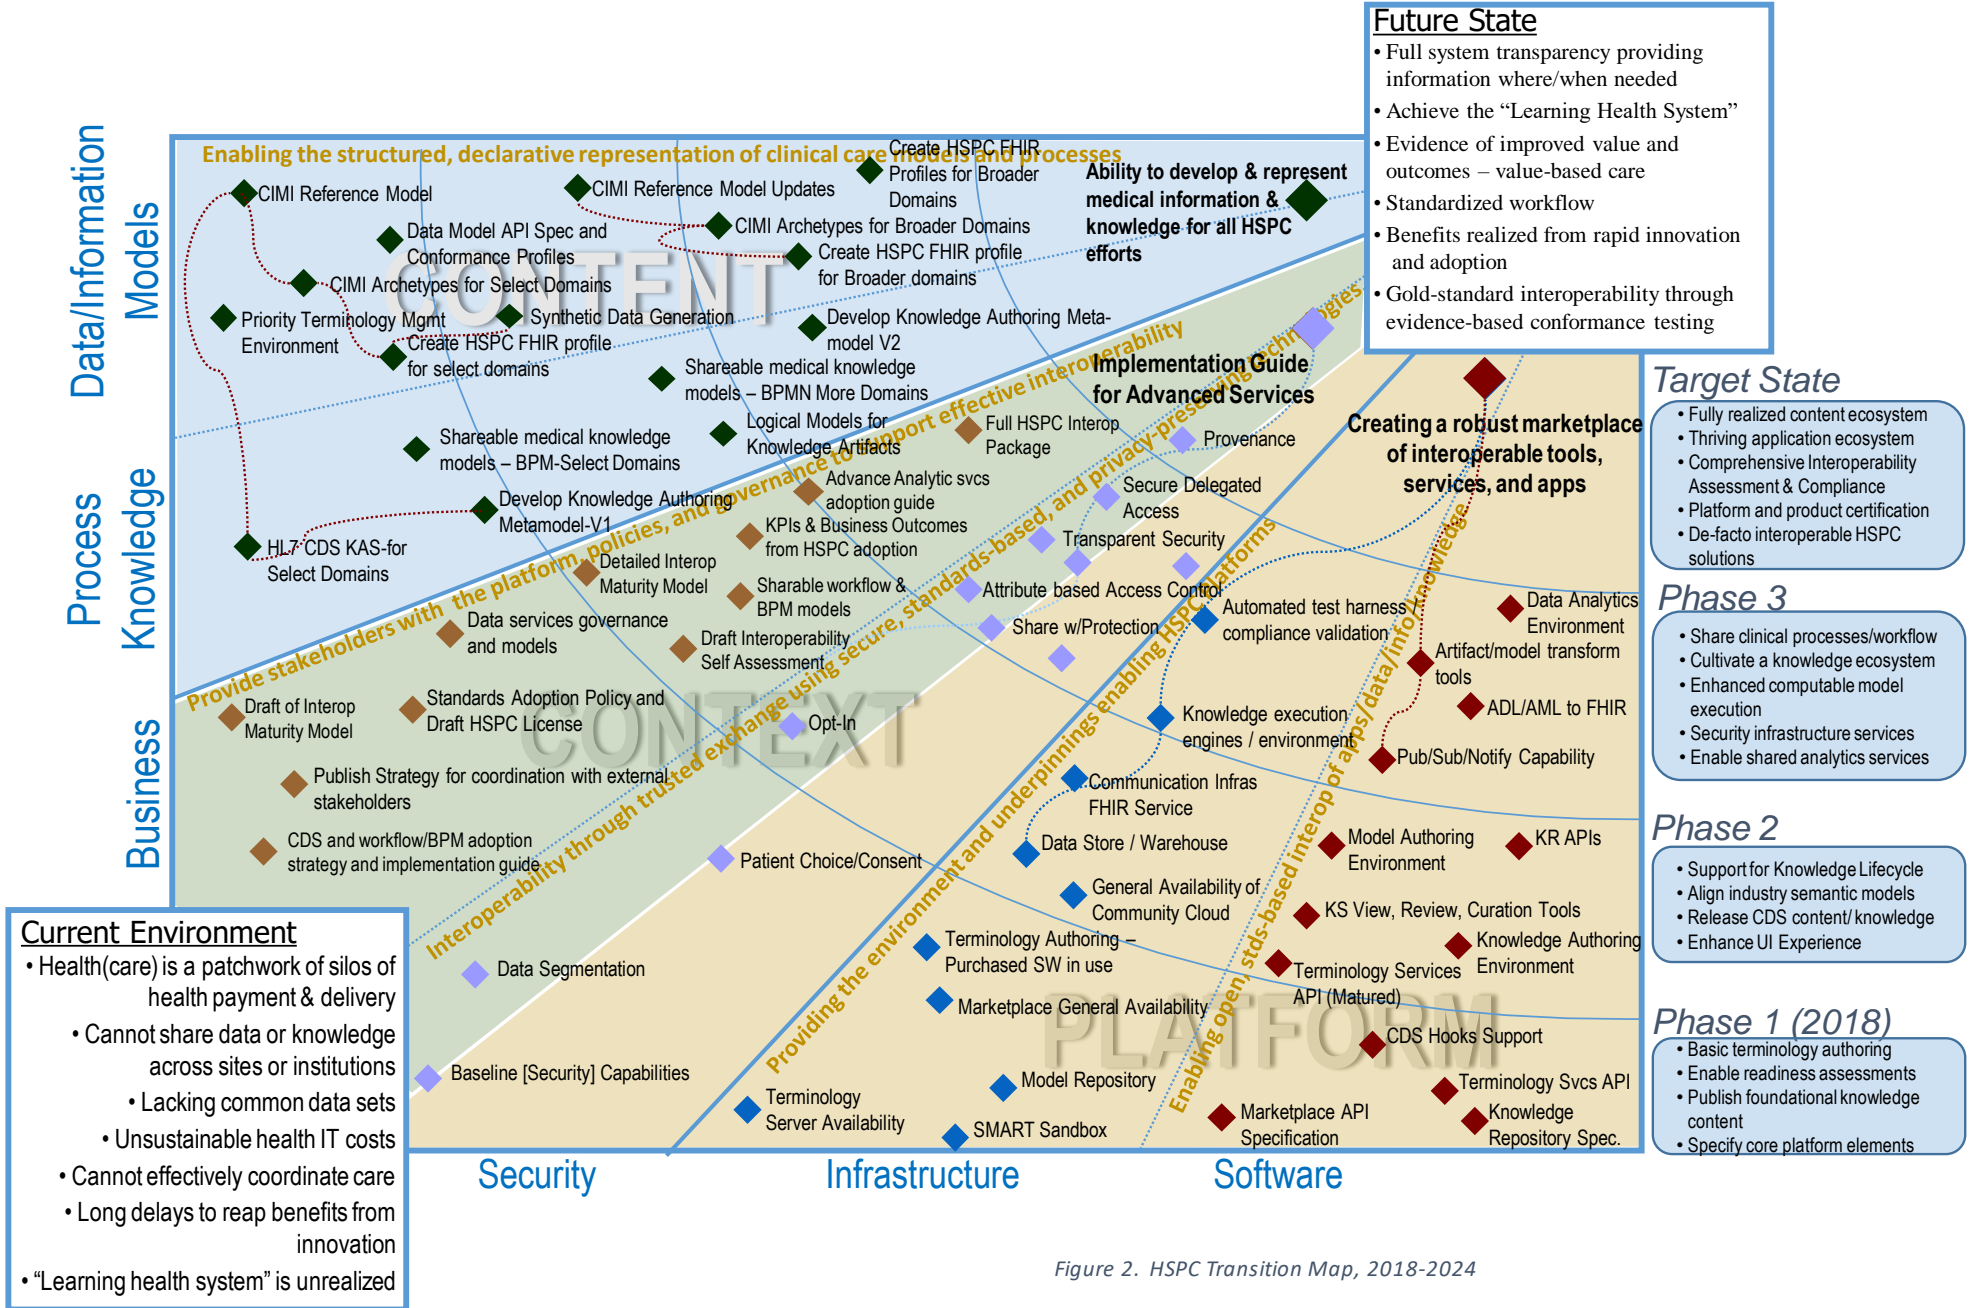 Future State
• Full system transparency providing
information where/when needed
• Achieve the “Learning Health System”
• Evidence of improved value and
outcomes – value-based care
• Standardized workflow
• Benefits realized from rapid innovation
and adoption
• Gold-standard interoperability through
evidence-based conformance testing
Data/Information
Models
Process
Knowledge
Business
Enabling the structured, declarative representation of clinical care models and processes
CIMI Reference Model
CIMI Reference Model Updates
Create HSPC FHIR
Profiles for Broader
Domains
Ability to develop & represent
medical information &
knowledge for all HSPC
efforts
Data Model API Spec and
Conformance Profiles
CIMI Archetypes for Broader Domains
Create HSPC FHIR profile
for Broader domains
CONTENT
CIMI Archetypes for Select Domains
Priority Terminology Mgmt
Environment
Synthetic Data Generation
Create HSPC FHIR profile
for select domains
Develop Knowledge Authoring Meta-
model V2
Shareable medical knowledge
models – BPMN More Domains
Logical Models for
Knowledge Artifacts
Shareable medical knowledge
models – BPM-Select Domains
Develop Knowledge Authoring
Metamodel-V1
HL7 CDS KAS-for
Select Domains
Provide stakeholders with the platform, policies, and governance to support effective interoperability
Full HSPC Interop
Package
Advance Analytic svcs
adoption guide
KPIs & Business Outcomes
from HSPC adoption
Detailed Interop
Maturity Model
Sharable workflow &
BPM models
Data services governance
and models
Draft Interoperability
Self Assessment
Draft of Interop
Maturity Model
Standards Adoption Policy and
Draft HSPC License
CONTEXT
Publish Strategy for coordination with external
stakeholders
CDS and workflow/BPM adoption
strategy and implementation guide
Interoperability through trusted exchange using secure, standards-based, and privacy-preserving technologies
Implementation Guide
for Advanced Services
Provenance
Secure Delegated
Access
Transparent Security
Attribute based Access Control
Share w/Protection
Opt-In
Patient Choice/Consent
Data Segmentation
Baseline [Security] Capabilities
Providing the environment and underpinnings enabling HSPC Platforms
Automated test harness /
compliance validation
Knowledge execution
engines / environment
Communication Infras
FHIR Service
Data Store / Warehouse
General Availability of
Community Cloud
Terminology Authoring –
Purchased SW in use
Marketplace General Availability
Model Repository
Terminology
Server Availability
SMART Sandbox
PLATFORM
Enabling open, stds-based interop of apps/data/info/knowledge
Creating a robust marketplace
of interoperable tools,
services, and apps
Data Analytics
Environment
Artifact/model transform
tools
ADL/AML to FHIR
Pub/Sub/Notify Capability
Model Authoring
Environment
KR APIs
KS View, Review, Curation Tools
Knowledge Authoring
Environment
Terminology Services
API (Matured)
CDS Hooks Support
Terminology Svcs API
Marketplace API
Specification
Knowledge
Repository Spec.
Target State
• Fully realized content ecosystem
• Thriving application ecosystem
• Comprehensive Interoperability
Assessment & Compliance
• Platform and product certification
• De-facto interoperable HSPC
solutions
Phase 3
• Share clinical processes/workflow
• Cultivate a knowledge ecosystem
• Enhanced computable model
execution
• Security infrastructure services
• Enable shared analytics services
Phase 2
• Support for Knowledge Lifecycle
• Align industry semantic models
• Release CDS content/ knowledge
• Enhance UI Experience
Phase 1 (2018)
• Basic terminology authoring
• Enable readiness assessments
• Publish foundational knowledge
content
• Specify core platform elements
Current Environment
• Health(care) is a patchwork of silos of
health payment & delivery
• Cannot share data or knowledge
across sites or institutions
• Lacking common data sets
• Unsustainable health IT costs
• Cannot effectively coordinate care
• Long delays to reap benefits from
innovation
• “Learning health system” is unrealized
Security
Infrastructure
Software
Figure 2. HSPC Transition Map, 2018-2024